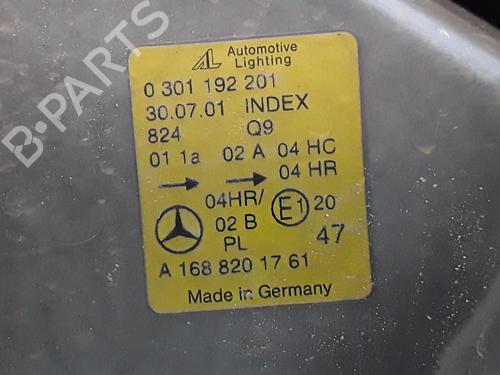 B-PARTS
AL Automotive
Lighting
0 301 192 201
30.07.01 INDEX
824 Q9
01 1a 02 A 04 HC
04 HR
04HR/ E1 20
02 B
PL 47
A 168 820 17 61
Made in Germany